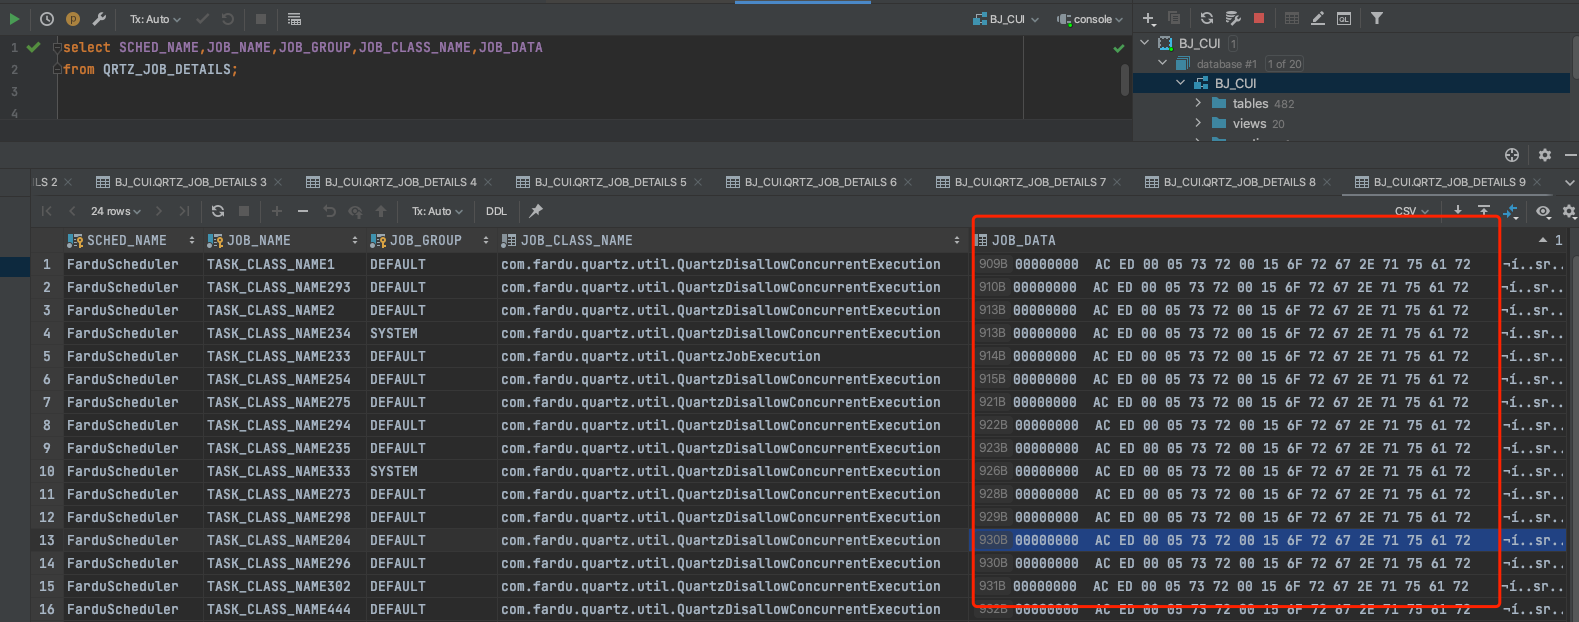 Tx: Auto
BJ_CUI
console
1 select SCHED_NAME,JOB_NAME,JOB_GROUP,JOB_CLASS_NAME,JOB_DATA
2 from QRTZ_JOB_DETAILS;
3
4
BJ_CUI 1
database #1 1 of 20
BJ_CUI
tables 482
views 20
ILS 2 BJ_CUI.QRTZ_JOB_DETAILS 3 BJ_CUI.QRTZ_JOB_DETAILS 4 BJ_CUI.QRTZ_JOB_DETAILS 5 BJ_CUI.QRTZ_JOB_DETAILS 6 BJ_CUI.QRTZ_JOB_DETAILS 7 BJ_CUI.QRTZ_JOB_DETAILS 8 BJ_CUI.QRTZ_JOB_DETAILS 9
24 rows Tx: Auto DDL CSV
SCHED_NAME JOB_NAME JOB_GROUP JOB_CLASS_NAME JOB_DATA 1
1 FarduScheduler TASK_CLASS_NAME1 DEFAULT com.fardu.quartz.util.QuartzDisallowConcurrentExecution 909B 00000000 AC ED 00 05 73 72 00 15 6F 72 67 2E 71 75 61 72 ¬í..sr..
2 FarduScheduler TASK_CLASS_NAME293 DEFAULT com.fardu.quartz.util.QuartzDisallowConcurrentExecution 910B 00000000 AC ED 00 05 73 72 00 15 6F 72 67 2E 71 75 61 72 ¬í..sr..
3 FarduScheduler TASK_CLASS_NAME2 DEFAULT com.fardu.quartz.util.QuartzDisallowConcurrentExecution 913B 00000000 AC ED 00 05 73 72 00 15 6F 72 67 2E 71 75 61 72 ¬í..sr..
4 FarduScheduler TASK_CLASS_NAME234 SYSTEM com.fardu.quartz.util.QuartzDisallowConcurrentExecution 913B 00000000 AC ED 00 05 73 72 00 15 6F 72 67 2E 71 75 61 72 ¬í..sr..
5 FarduScheduler TASK_CLASS_NAME233 DEFAULT com.fardu.quartz.util.QuartzJobExecution 914B 00000000 AC ED 00 05 73 72 00 15 6F 72 67 2E 71 75 61 72 ¬í..sr..
6 FarduScheduler TASK_CLASS_NAME254 DEFAULT com.fardu.quartz.util.QuartzDisallowConcurrentExecution 915B 00000000 AC ED 00 05 73 72 00 15 6F 72 67 2E 71 75 61 72 ¬í..sr..
7 FarduScheduler TASK_CLASS_NAME275 DEFAULT com.fardu.quartz.util.QuartzDisallowConcurrentExecution 921B 00000000 AC ED 00 05 73 72 00 15 6F 72 67 2E 71 75 61 72 ¬í..sr..
8 FarduScheduler TASK_CLASS_NAME294 DEFAULT com.fardu.quartz.util.QuartzDisallowConcurrentExecution 922B 00000000 AC ED 00 05 73 72 00 15 6F 72 67 2E 71 75 61 72 ¬í..sr..
9 FarduScheduler TASK_CLASS_NAME235 DEFAULT com.fardu.quartz.util.QuartzDisallowConcurrentExecution 923B 00000000 AC ED 00 05 73 72 00 15 6F 72 67 2E 71 75 61 72 ¬í..sr..
10 FarduScheduler TASK_CLASS_NAME333 SYSTEM com.fardu.quartz.util.QuartzDisallowConcurrentExecution 926B 00000000 AC ED 00 05 73 72 00 15 6F 72 67 2E 71 75 61 72 ¬í..sr..
11 FarduScheduler TASK_CLASS_NAME273 DEFAULT com.fardu.quartz.util.QuartzDisallowConcurrentExecution 928B 00000000 AC ED 00 05 73 72 00 15 6F 72 67 2E 71 75 61 72 ¬í..sr..
12 FarduScheduler TASK_CLASS_NAME298 DEFAULT com.fardu.quartz.util.QuartzDisallowConcurrentExecution 929B 00000000 AC ED 00 05 73 72 00 15 6F 72 67 2E 71 75 61 72 ¬í..sr..
13 FarduScheduler TASK_CLASS_NAME204 DEFAULT com.fardu.quartz.util.QuartzDisallowConcurrentExecution 930B 00000000 AC ED 00 05 73 72 00 15 6F 72 67 2E 71 75 61 72 ¬í..sr..
14 FarduScheduler TASK_CLASS_NAME296 DEFAULT com.fardu.quartz.util.QuartzDisallowConcurrentExecution 930B 00000000 AC ED 00 05 73 72 00 15 6F 72 67 2E 71 75 61 72 ¬í..sr..
15 FarduScheduler TASK_CLASS_NAME302 DEFAULT com.fardu.quartz.util.QuartzDisallowConcurrentExecution 931B 00000000 AC ED 00 05 73 72 00 15 6F 72 67 2E 71 75 61 72 ¬í..sr..
16 FarduScheduler TASK_CLASS_NAME444 DEFAULT com.fardu.quartz.util.QuartzDisallowConcurrentExecution 932B 00000000 AC ED 00 05 73 72 00 15 6F 72 67 2E 71 75 61 72 ¬í..sr..